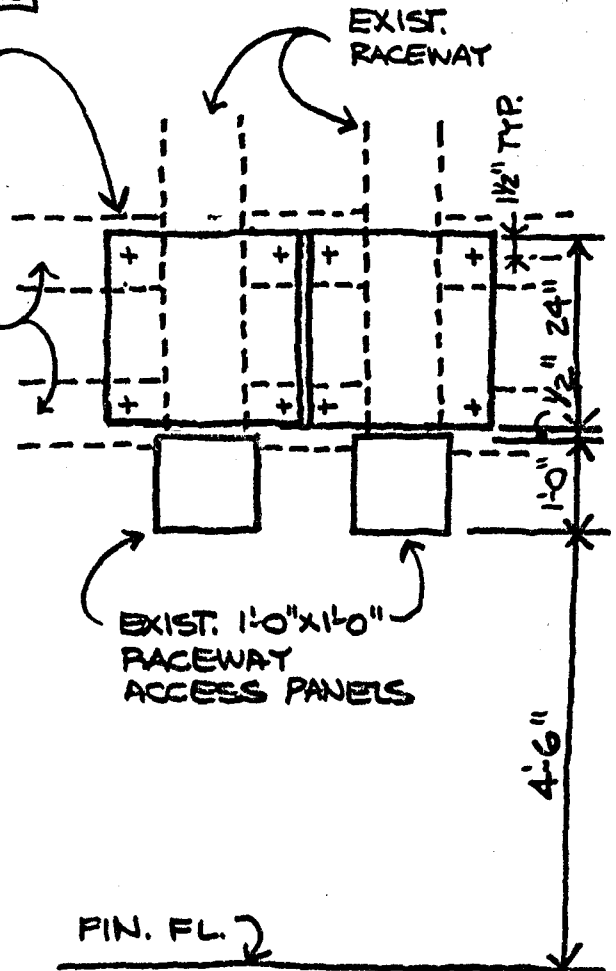 EXIST.
RACEWAY
1½" TYP.
24"
½"
1'-0"
EXIST. 1'-0"X1'-0"
RACEWAY
ACCESS PANELS
4'-6"
FIN. FL.